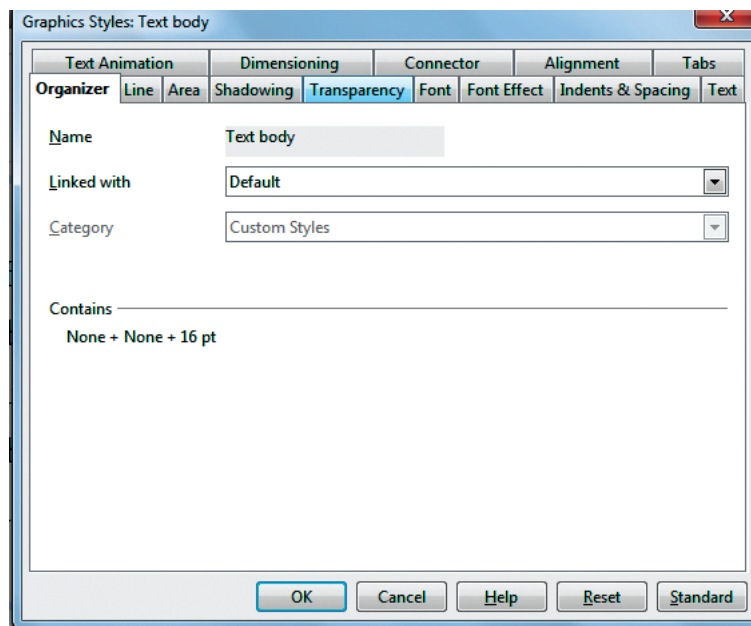 Graphics Styles: Text body
Text Animation Dimensioning Connector Alignment Tabs
Organizer Line Area Shadowing Transparency Font Font Effect Indents & Spacing Text
Name Text body
Linked with Default
Category Custom Styles
Contains
None + None + 16 pt
OK Cancel Help Reset Standard